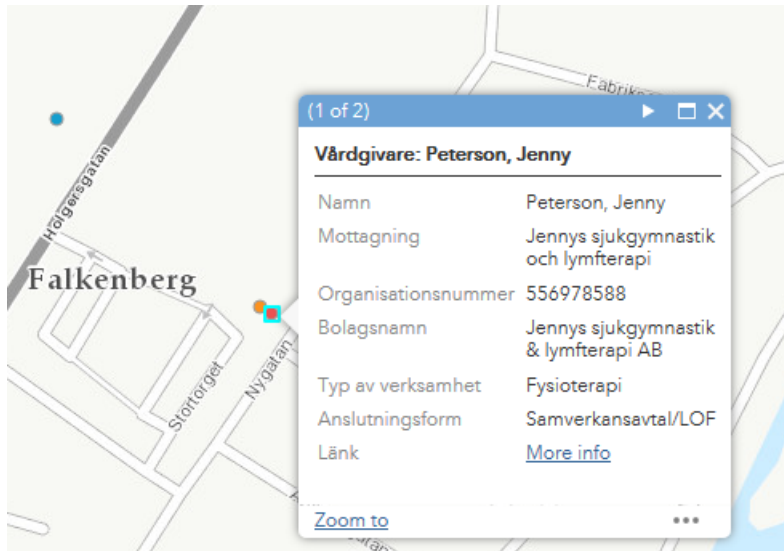 (1 of 2)
Vårdgivare: Peterson, Jenny
Namn Peterson, Jenny
Mottagning Jennys sjukgymnastik
och lymfterapi
Organisationsnummer 556978588
Bolagsnamn Jennys sjukgymnastik
& lymfterapi AB
Typ av verksamhet Fysioterapi
Anslutningsform Samverkansavtal/LOF
Länk More info
Zoom to
Holgersgatan
Falkenberg
Stortorget
Nygatan